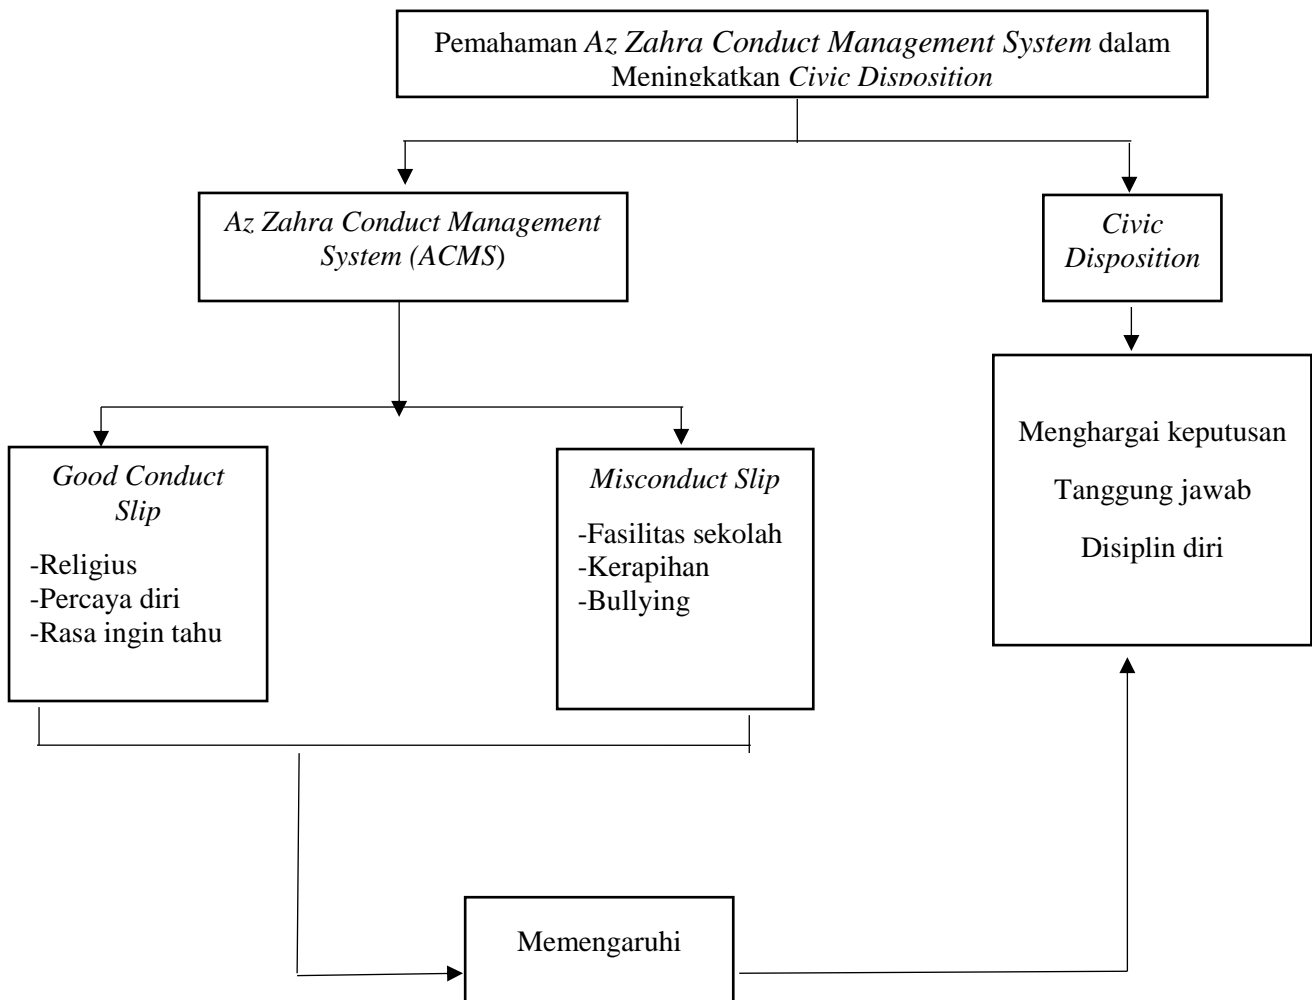 Pemahaman Az Zahra Conduct Management System dalam
Meningkatkan Civic Disposition
Az Zahra Conduct Management
System (ACMS)
Civic
Disposition
Good Conduct
Slip
-Religius
-Percaya diri
-Rasa ingin tahu
Misconduct Slip
-Fasilitas sekolah
-Kerapihan
-Bullying
Menghargai keputusan
Tanggung jawab
Disiplin diri
Memengaruhi